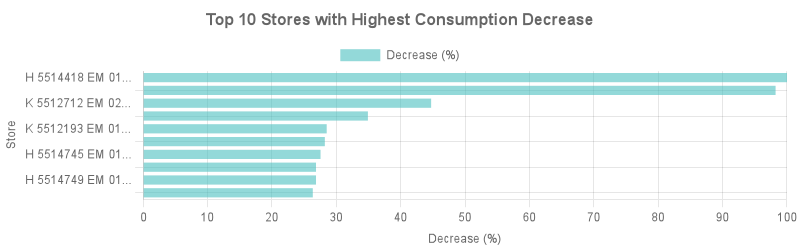 Top 10 Stores with Highest Consumption Decrease
Decrease (%)
H 5514418 EM 01...
K 5512712 EM 02...
K 5512193 EM 01...
H 5514745 EM 01...
H 5514749 EM 01...
Store
0 10 20 30 40 50 60 70 80 90 100
Decrease (%)